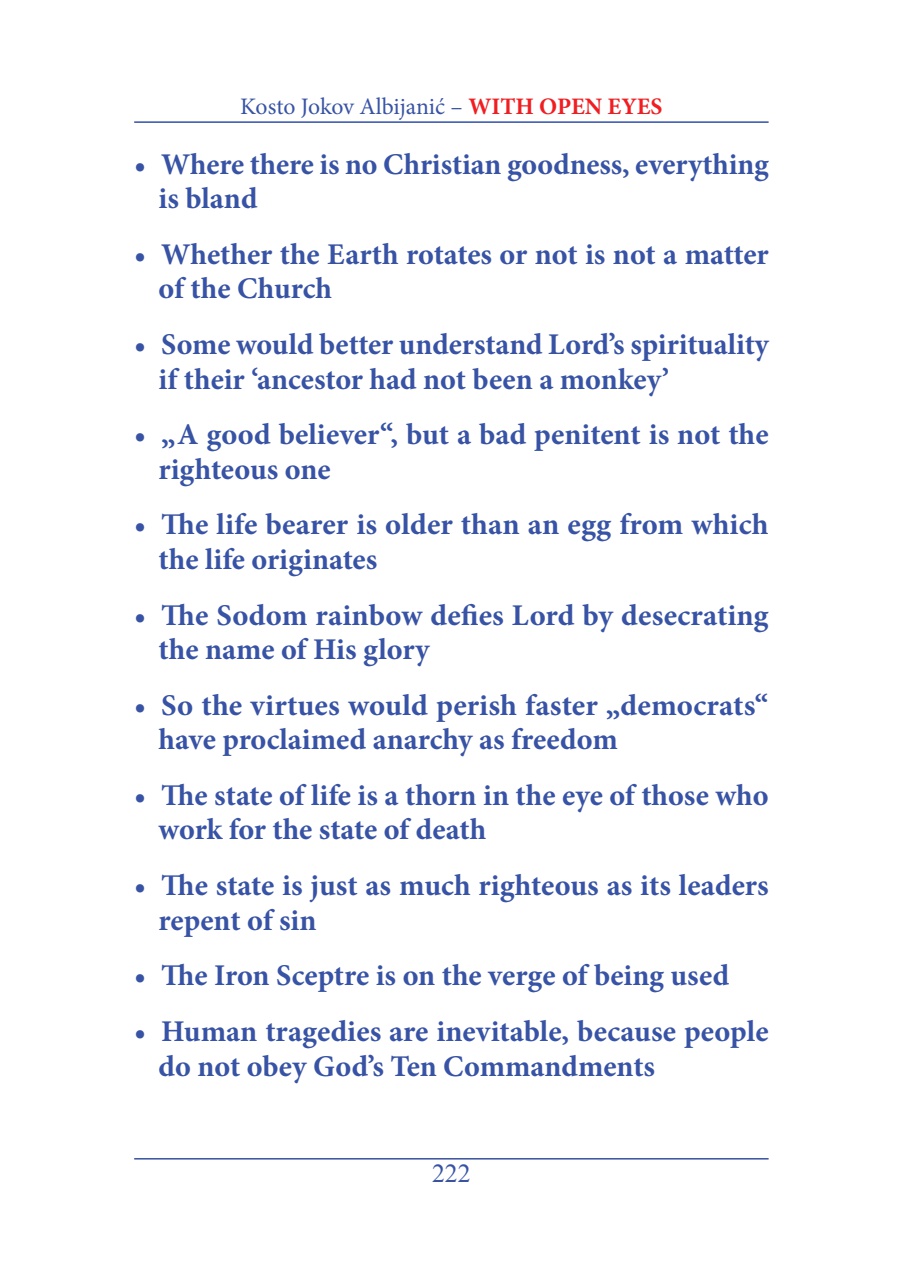 Kosto Jokov Albijanić – WITH OPEN EYES
• Where there is no Christian goodness, everything
is bland
• Whether the Earth rotates or not is not a matter
of the Church
• Some would better understand Lord’s spirituality
if their ‘ancestor had not been a monkey’
• „A good believer“, but a bad penitent is not the
righteous one
• The life bearer is older than an egg from which
the life originates
• The Sodom rainbow defies Lord by desecrating
the name of His glory
• So the virtues would perish faster „democrats“
have proclaimed anarchy as freedom
• The state of life is a thorn in the eye of those who
work for the state of death
• The state is just as much righteous as its leaders
repent of sin
• The Iron Sceptre is on the verge of being used
• Human tragedies are inevitable, because people
do not obey God’s Ten Commandments
222